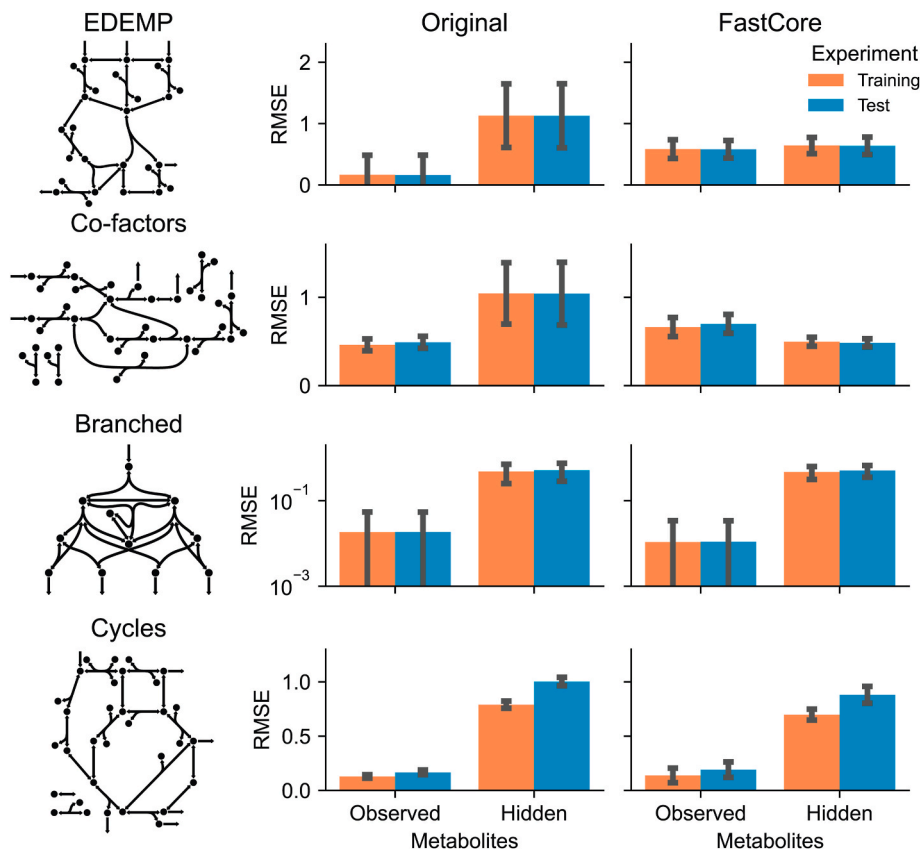 EDEMP
Original
FastCore
Experiment
Training
Test
RMSE
2
1
0
Co-factors
RMSE
1
0
Branched
RMSE
10⁻¹
10⁻³
Cycles
RMSE
1.0
0.5
0.0
Observed Hidden
Metabolites
Observed Hidden
Metabolites